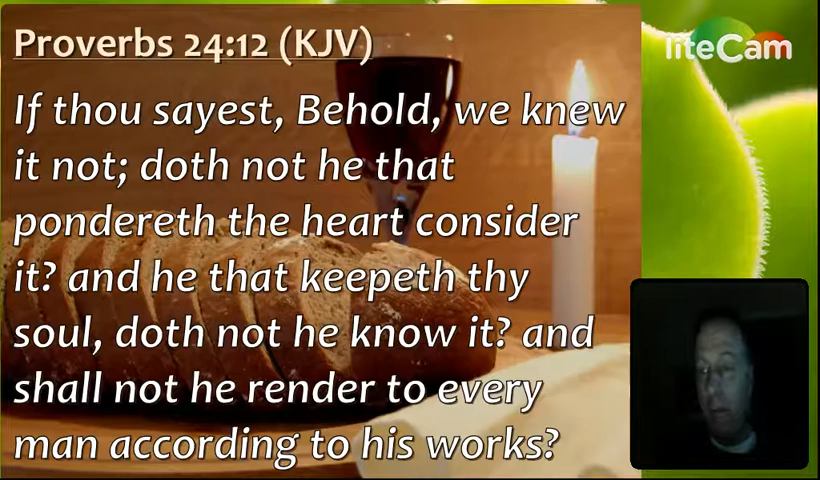 Proverbs 24:12 (KJV)
liteCam
If thou sayest, Behold, we knew
it not; doth not he that
pondereth the heart consider
it? and he that keepeth thy
soul, doth not he know it? and
shall not he render to every
man according to his works?